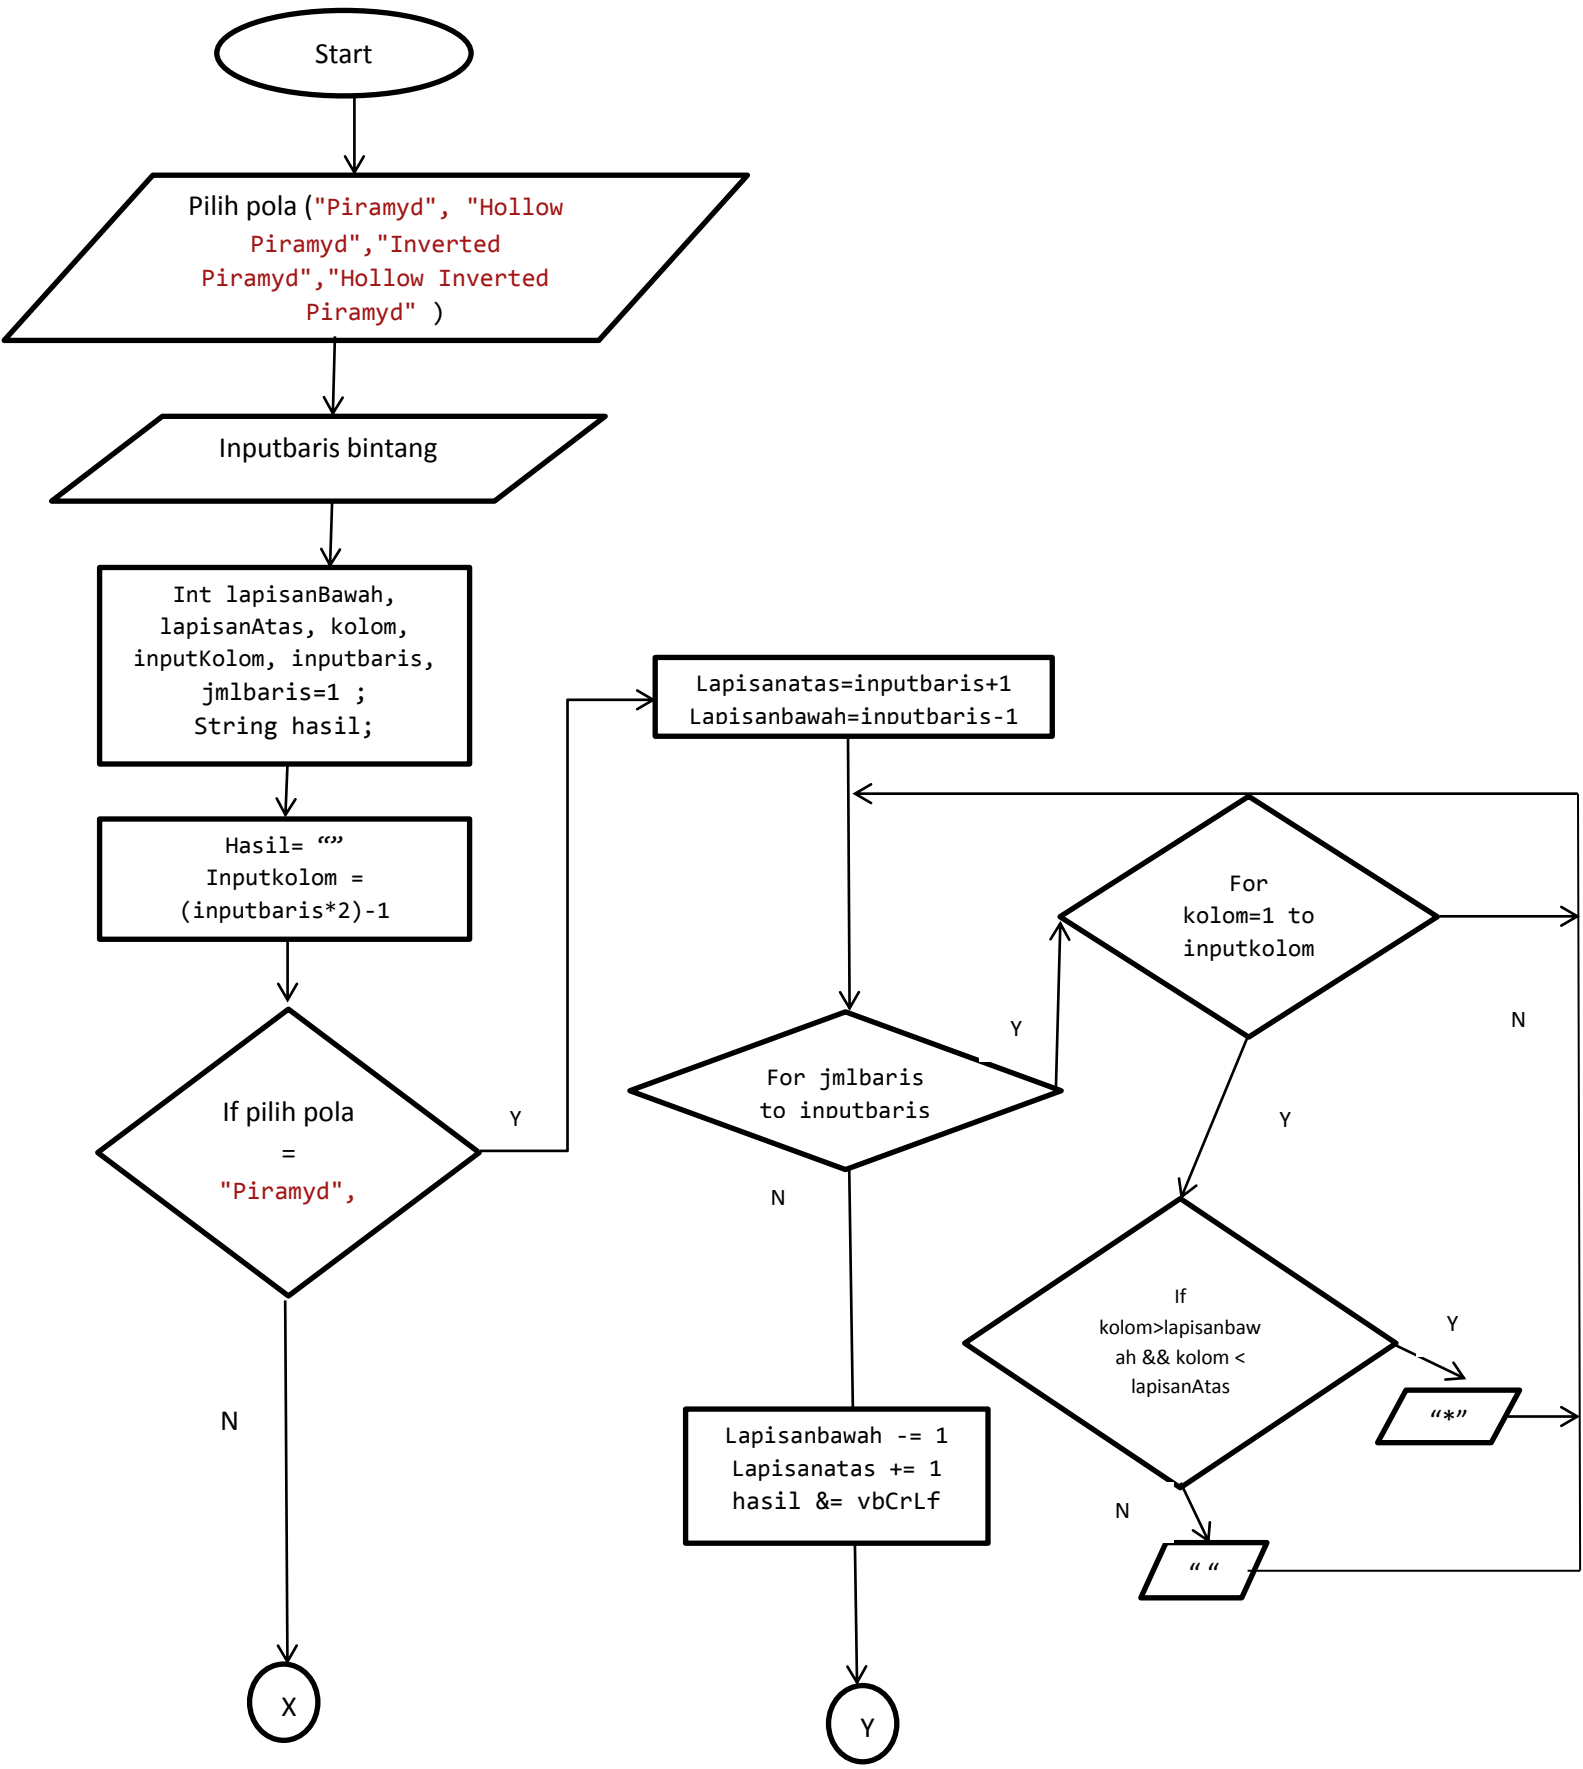 Start
Pilih pola ("Piramyd", "Hollow
Piramyd","Inverted
Piramyd","Hollow Inverted
Piramyd" )
Inputbaris bintang
Int lapisanBawah,
lapisanAtas, kolom,
inputKolom, inputbaris,
jmlbaris=1 ;
String hasil;
Hasil= “”
Inputkolom =
(inputbaris*2)-1
If pilih pola
=
"Piramyd",
Y
N
X
Lapisanatas=inputbaris+1
Lapisanbawah=inputbaris-1
For jmlbaris
to inputbaris
Y
N
For
kolom=1 to
inputkolom
N
Y
If
kolom>lapisanbaw
ah && kolom <
lapisanAtas
Y
“*”
N
“ “
Lapisanbawah -= 1
Lapisanatas += 1
hasil &= vbCrLf
Y